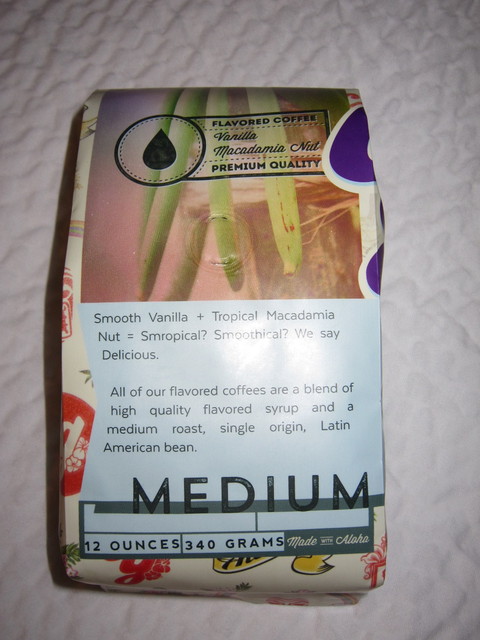 FLAVORED COFFEE
Vanilla
Macadamia Nut
PREMIUM QUALITY
Smooth Vanilla + Tropical Macadamia
Nut = Smropical? Smoothical? We say
Delicious.
All of our flavored coffees are a blend of
high quality flavored syrup and a
medium roast, single origin, Latin
American bean.
MEDIUM
12 OUNCES 340 GRAMS Made WITH Aloha